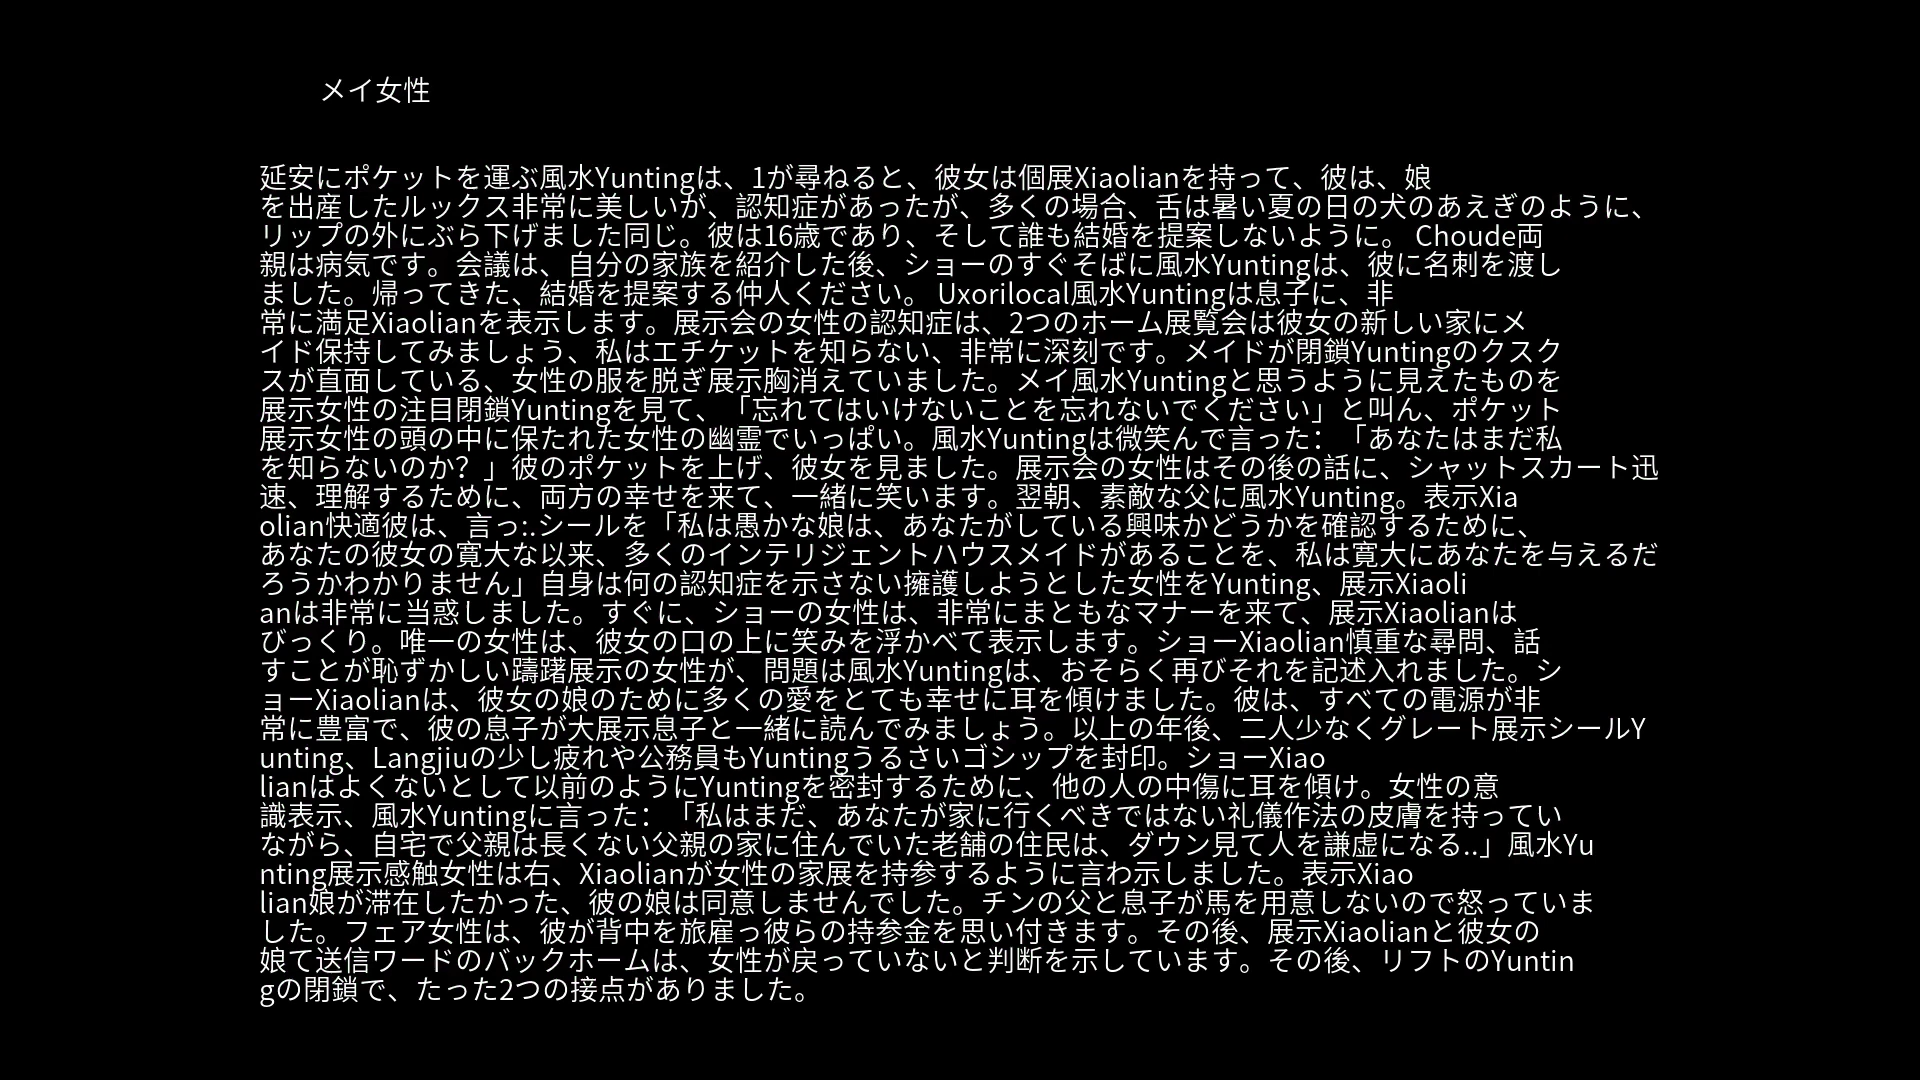 メイ女性
延安にポケットを運ぶ風水Yuntingは、1が尋ねると、彼女は個展Xiaolianを持って、彼は、娘
を出産したルックス非常に美しいが、認知症があったが、多くの場合、舌は暑い夏の日の犬のあえぎのように、
リップの外にぶら下げました同じ。彼は16歳であり、そして誰も結婚を提案しないように。 Choude両
親は病気です。会議は、自分の家族を紹介した後、ショーのすぐそばに風水Yuntingは、彼に名刺を渡し
ました。帰ってきた、結婚を提案する仲人ください。 Uxorilocal風水Yuntingは息子に、非
常に満足Xiaolianを表示します。展示会の女性の認知症は、2つのホーム展覧会は彼女の新しい家にメ
イド保持してみましょう、私はエチケットを知らない、非常に深刻です。メイドが閉鎖Yuntingのクスク
スが直面している、女性の服を脱ぎ展示胸消えていました。メイ風水Yuntingと思うように見えたものを
展示女性の注目閉鎖Yuntingを見て、「忘れてはいけないことを忘れないでください」と叫ん、ポケット
展示女性の頭の中に保たれた女性の幽霊でいっぱい。風水Yuntingは微笑んで言った：「あなたはまだ私
を知らないのか？」彼のポケットを上げ、彼女を見ました。展示会の女性はその後の話に、シャットスカート迅
速、理解するために、両方の幸せを来て、一緒に笑います。翌朝、素敵な父に風水Yunting。表示Xia
olian快適彼は、言っ:.シールを「私は愚かな娘は、あなたがしている興味かどうかを確認するために、
あなたの彼女の寛大な以来、多くのインテリジェントハウスメイドがあることを、私は寛大にあなたを与えるだ
ろうかわかりません」自身は何の認知症を示さない擁護しようとした女性をYunting、展示Xiaoli
anは非常に当惑しました。すぐに、ショーの女性は、非常にまともなマナーを来て、展示Xiaolianは
びっくり。唯一の女性は、彼女の口の上に笑みを浮かべて表示します。ショーXiaolian慎重な尋問、話
すことが恥ずかしい躊躇展示の女性が、問題は風水Yuntingは、おそらく再びそれを記述入れました。シ
ョーXiaolianは、彼女の娘のために多くの愛をとても幸せに耳を傾けました。彼は、すべての電源が非
常に豊富で、彼の息子が大展示息子と一緒に読んでみましょう。以上の年後、二人少なくグレート展示シールY
unting、Langjiuの少し疲れや公務員もYuntingうるさいゴシップを封印。ショーXiao
lianはよくないとして以前のようにYuntingを密封するために、他の人の中傷に耳を傾け。女性の意
識表示、風水Yuntingに言った：「私はまだ、あなたが家に行くべきではない礼儀作法の皮膚を持ってい
ながら、自宅で父親は長くない父親の家に住んでいた老舗の住民は、ダウン見て人を謙虚になる..」風水Yu
nting展示感触女性は右、Xiaolianが女性の家展を持参するように言わ示しました。表示Xiao
lian娘が滞在したかった、彼の娘は同意しませんでした。チンの父と息子が馬を用意しないので怒っていま
した。フェア女性は、彼が背中を旅雇っ彼らの持参金を思い付きます。その後、展示Xiaolianと彼女の
娘て送信ワードのバックホームは、女性が戻っていないと判断を示しています。その後、リフトのYuntin
gの閉鎖で、たった2つの接点がありました。